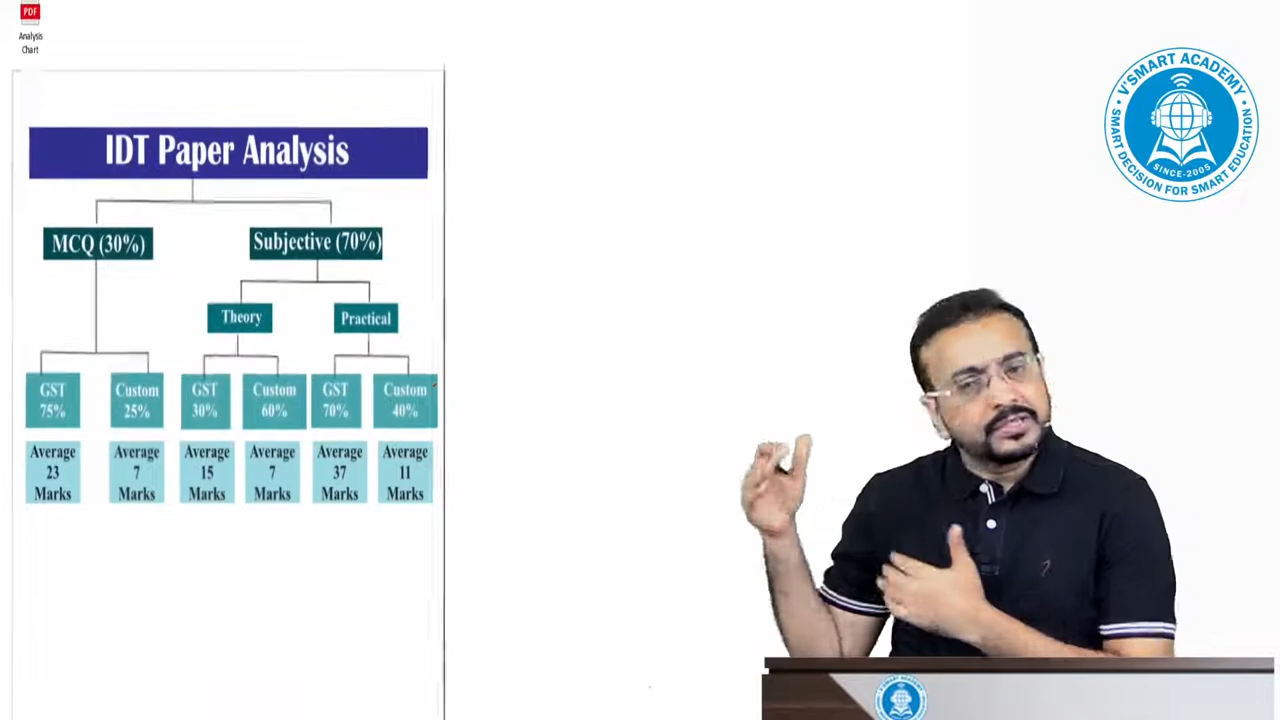 PDF
Analysis
Chart
IDT Paper Analysis
MCQ (30%)
Subjective (70%)
Theory
Practical
GST
75%
Custom
25%
GST
30%
Custom
60%
GST
70%
Custom
40%
Average
23
Marks
Average
7
Marks
Average
15
Marks
Average
7
Marks
Average
37
Marks
Average
11
Marks
V'SMART ACADEMY
SINCE-2005
SMART DECISION FOR SMART EDUCATION